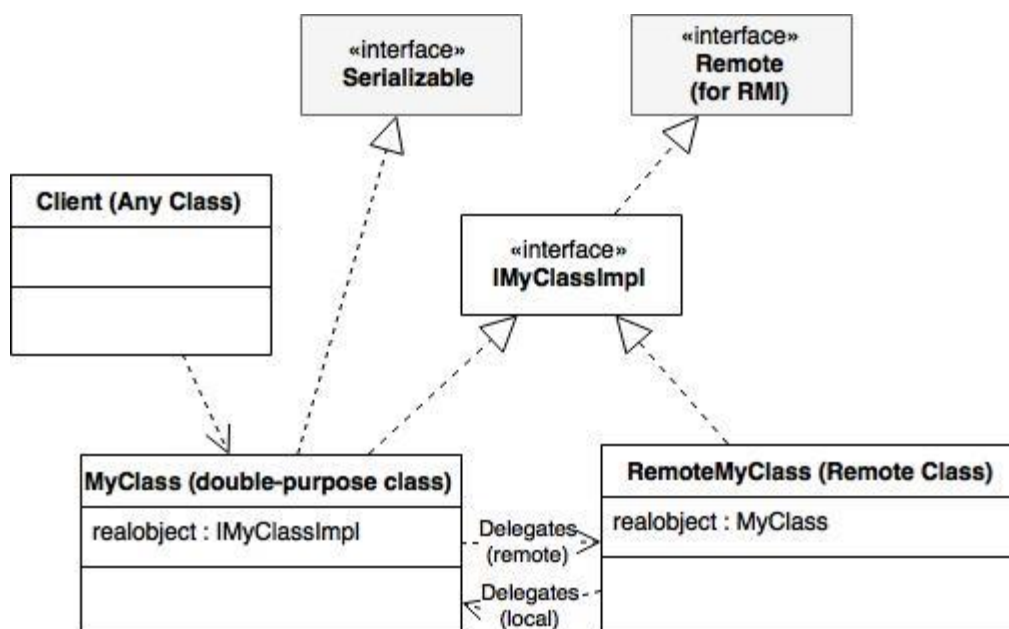 «interface»
Serializable
«interface»
Remote
(for RMI)
Client (Any Class)
«interface»
IMyClassImpl
MyClass (double-purpose class)
realobject : IMyClassImpl
RemoteMyClass (Remote Class)
realobject : MyClass
Delegates
(remote)
Delegates
(local)